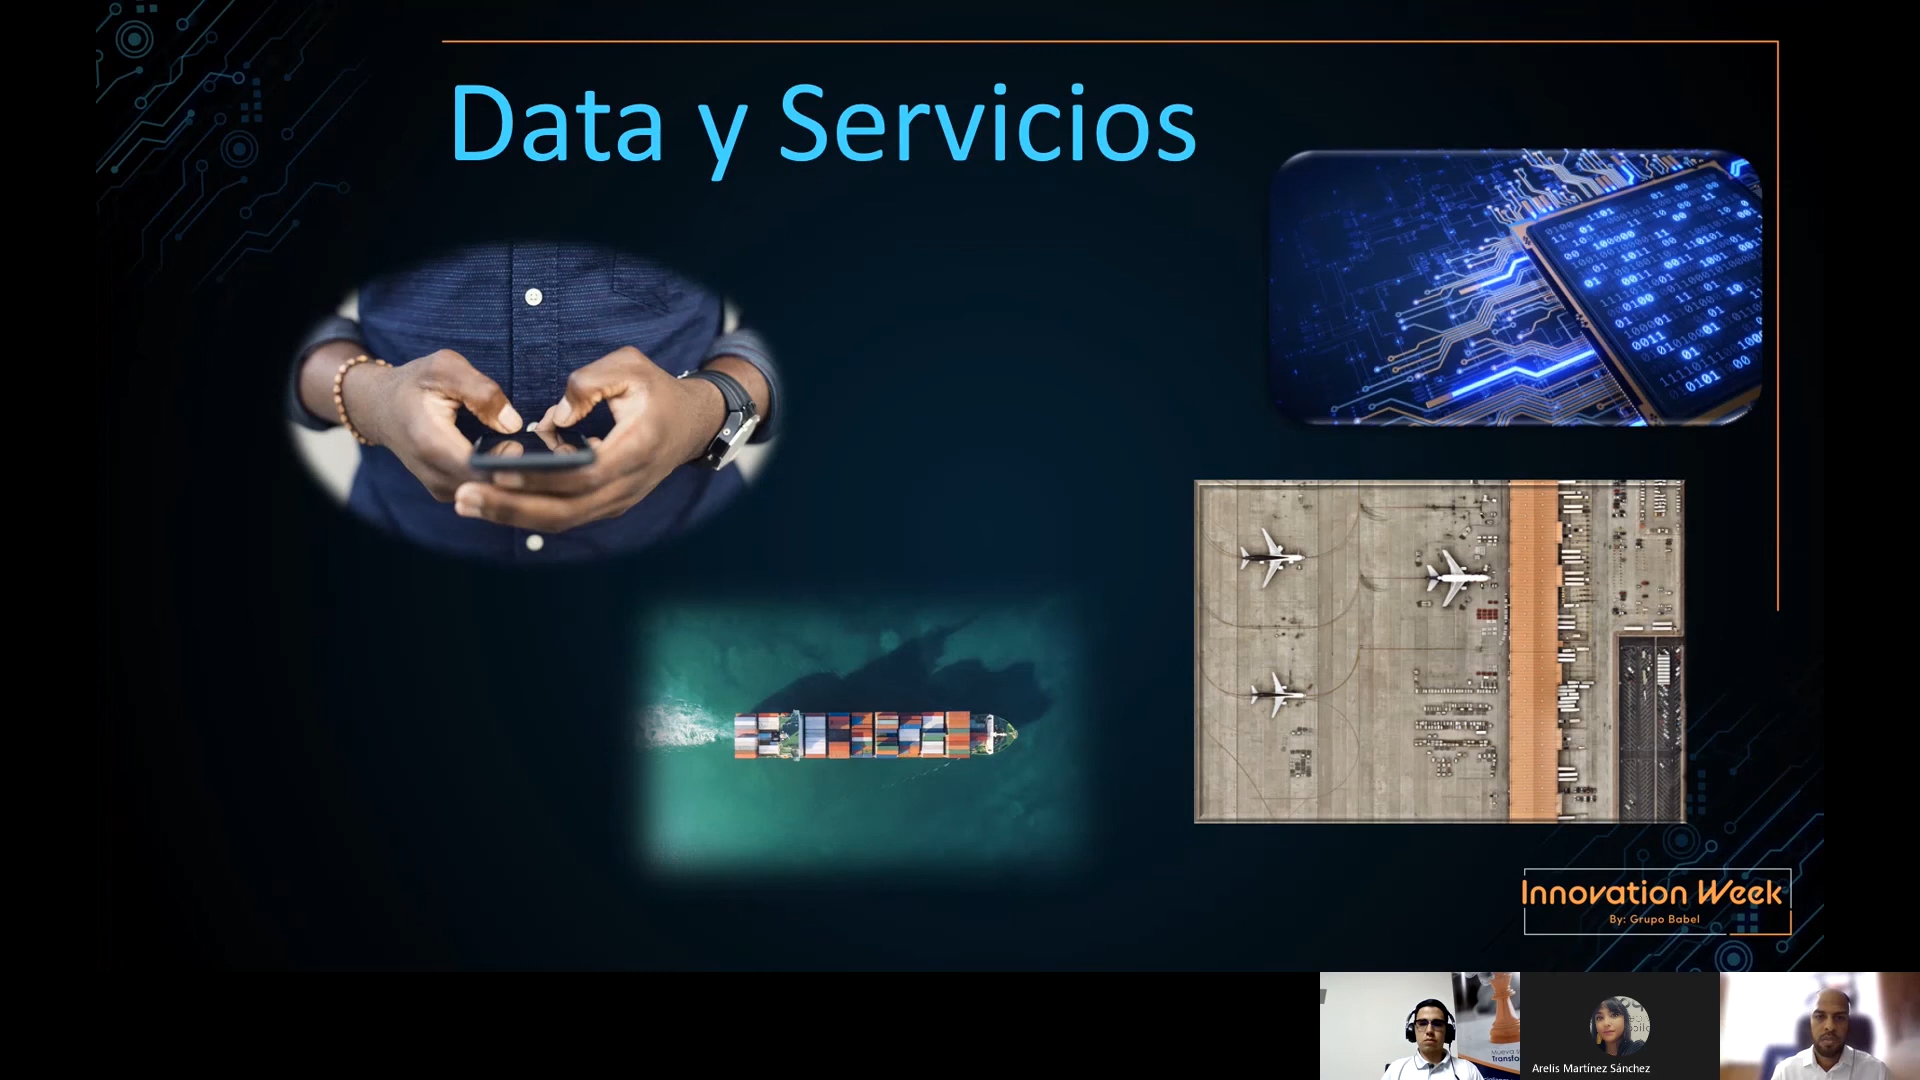 Data y Servicios
Innovation Week
By: Grupo Babel
Arelis Martínez Sánchez